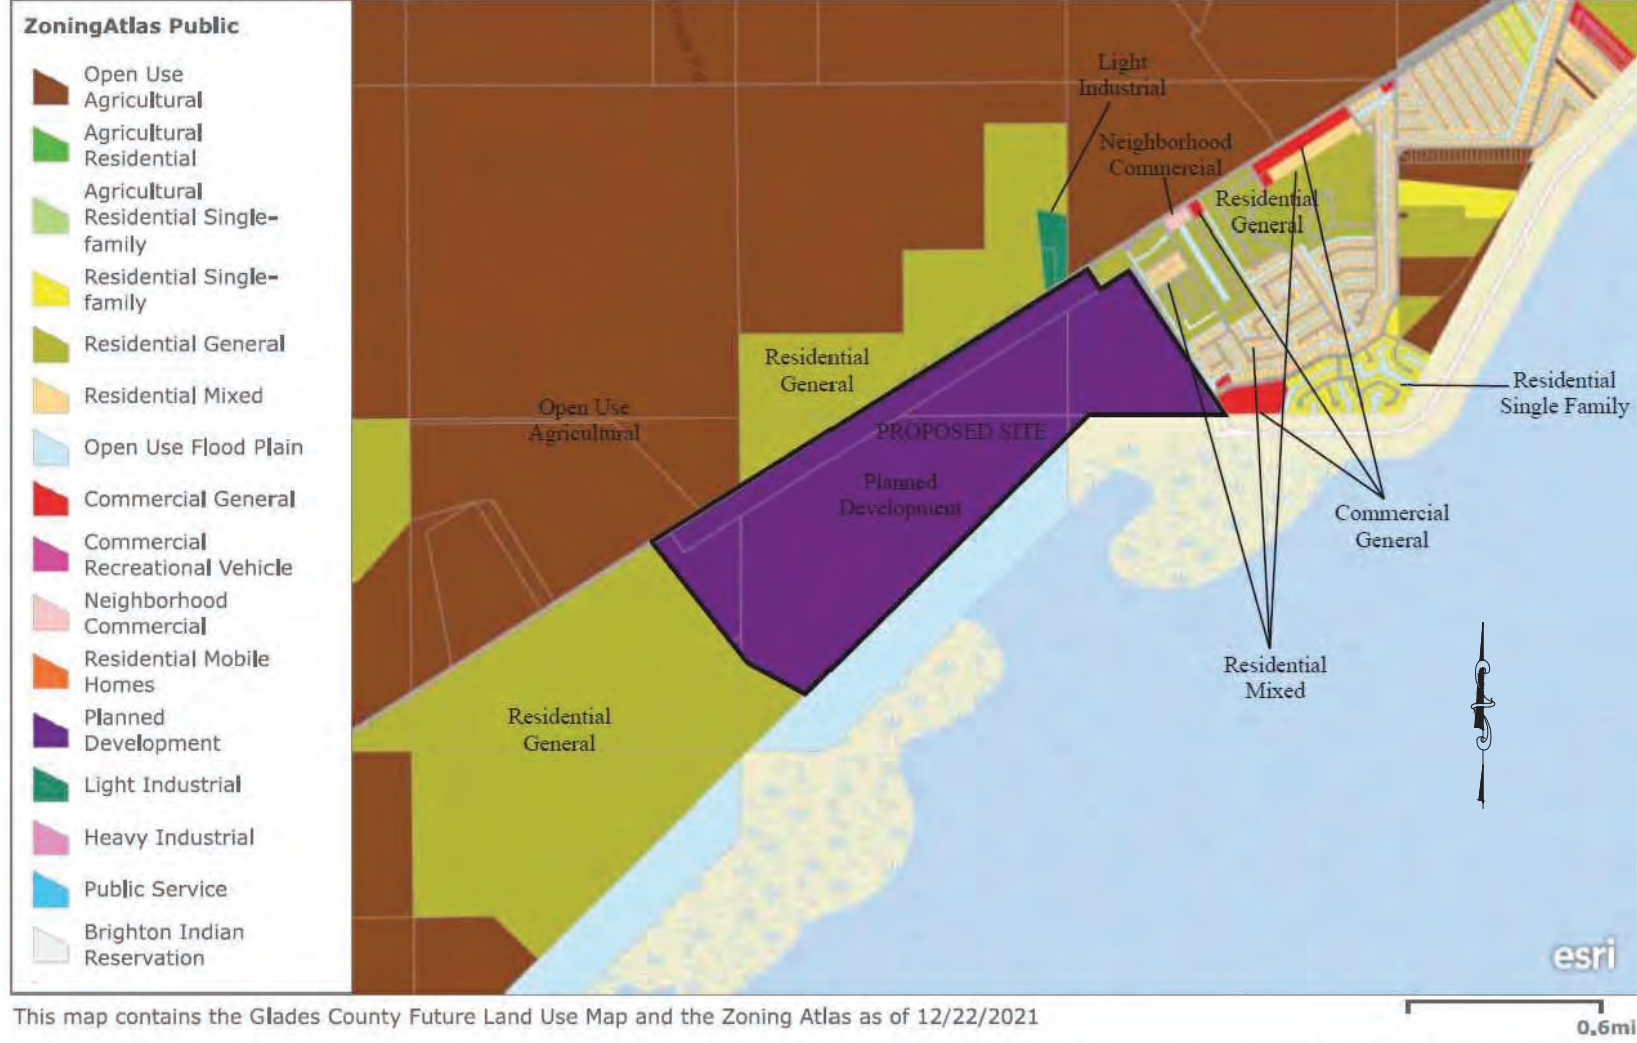 ZoningAtlas Public
Open Use
Agricultural
Agricultural
Residential
Agricultural
Residential Single-
family
Residential Single-
family
Residential General
Residential Mixed
Open Use Flood Plain
Commercial General
Commercial
Recreational Vehicle
Neighborhood
Commercial
Residential Mobile
Homes
Planned
Development
Light Industrial
Heavy Industrial
Public Service
Brighton Indian
Reservation
Light
Industrial
Neighborhood
Commercial
Residential
General
Residential
General
Open Use
Agricultural
PROPOSED SITE
Planned
Development
Residential
Single Family
Commercial
General
Residential
Mixed
Residential
General
esri
This map contains the Glades County Future Land Use Map and the Zoning Atlas as of 12/22/2021
0.6mi